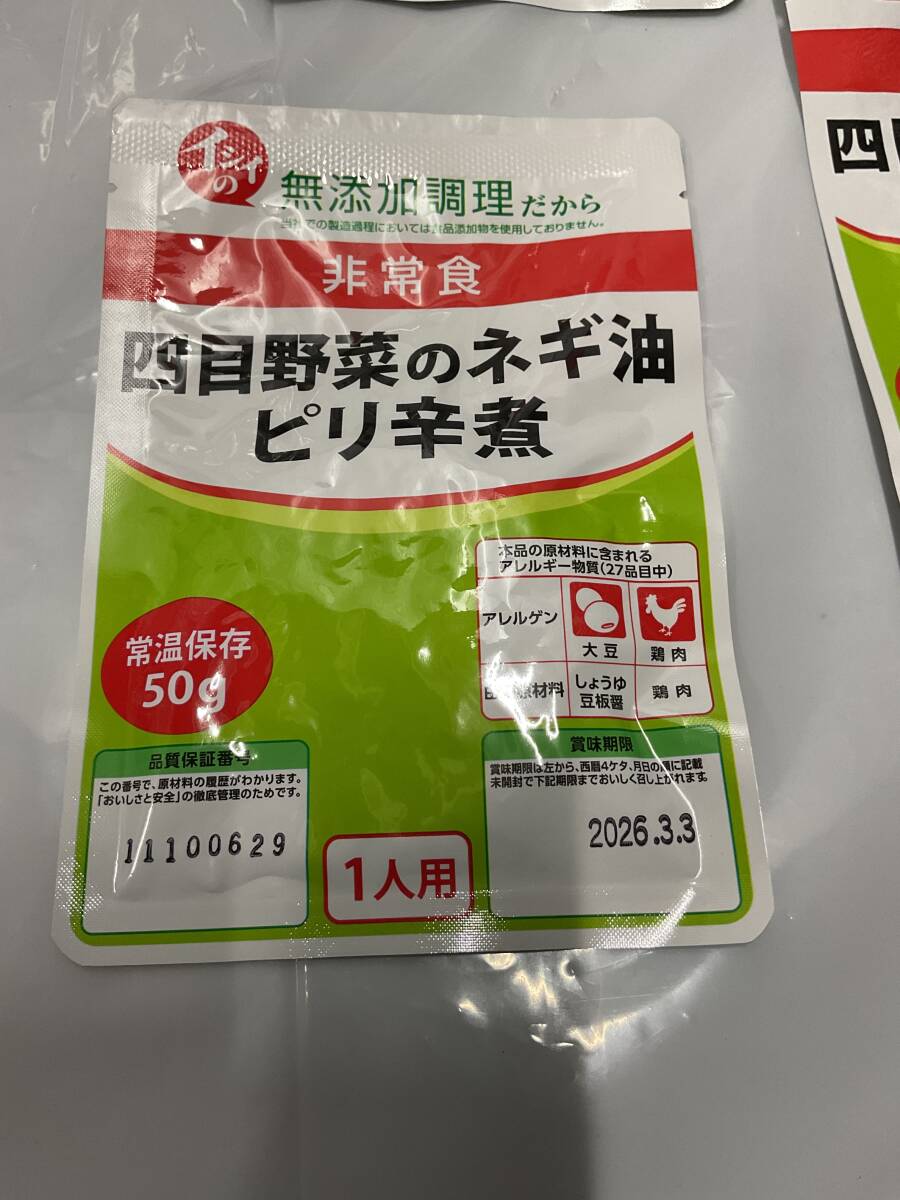 イシイの
無添加調理だから
当社での製造過程においては食品添加物を使用しておりません。
非常食
四目野菜のネギ油
ピリ辛煮
本品の原材料に含まれる
アレルギー物質(27品目中)
アレルゲン
大豆
鶏肉
原材料
しょうゆ
豆板醤
鶏肉
常温保存
50g
品質保証番号
この番号で、原材料の履歴がわかります。
「おいしさと安全」の徹底管理のためです。
11100629
1人用
賞味期限
賞味期限は左から、西暦4ケタ、月日の順に記載
未開封で下記期限までおいしく召し上がれます。
2026.3.3
四